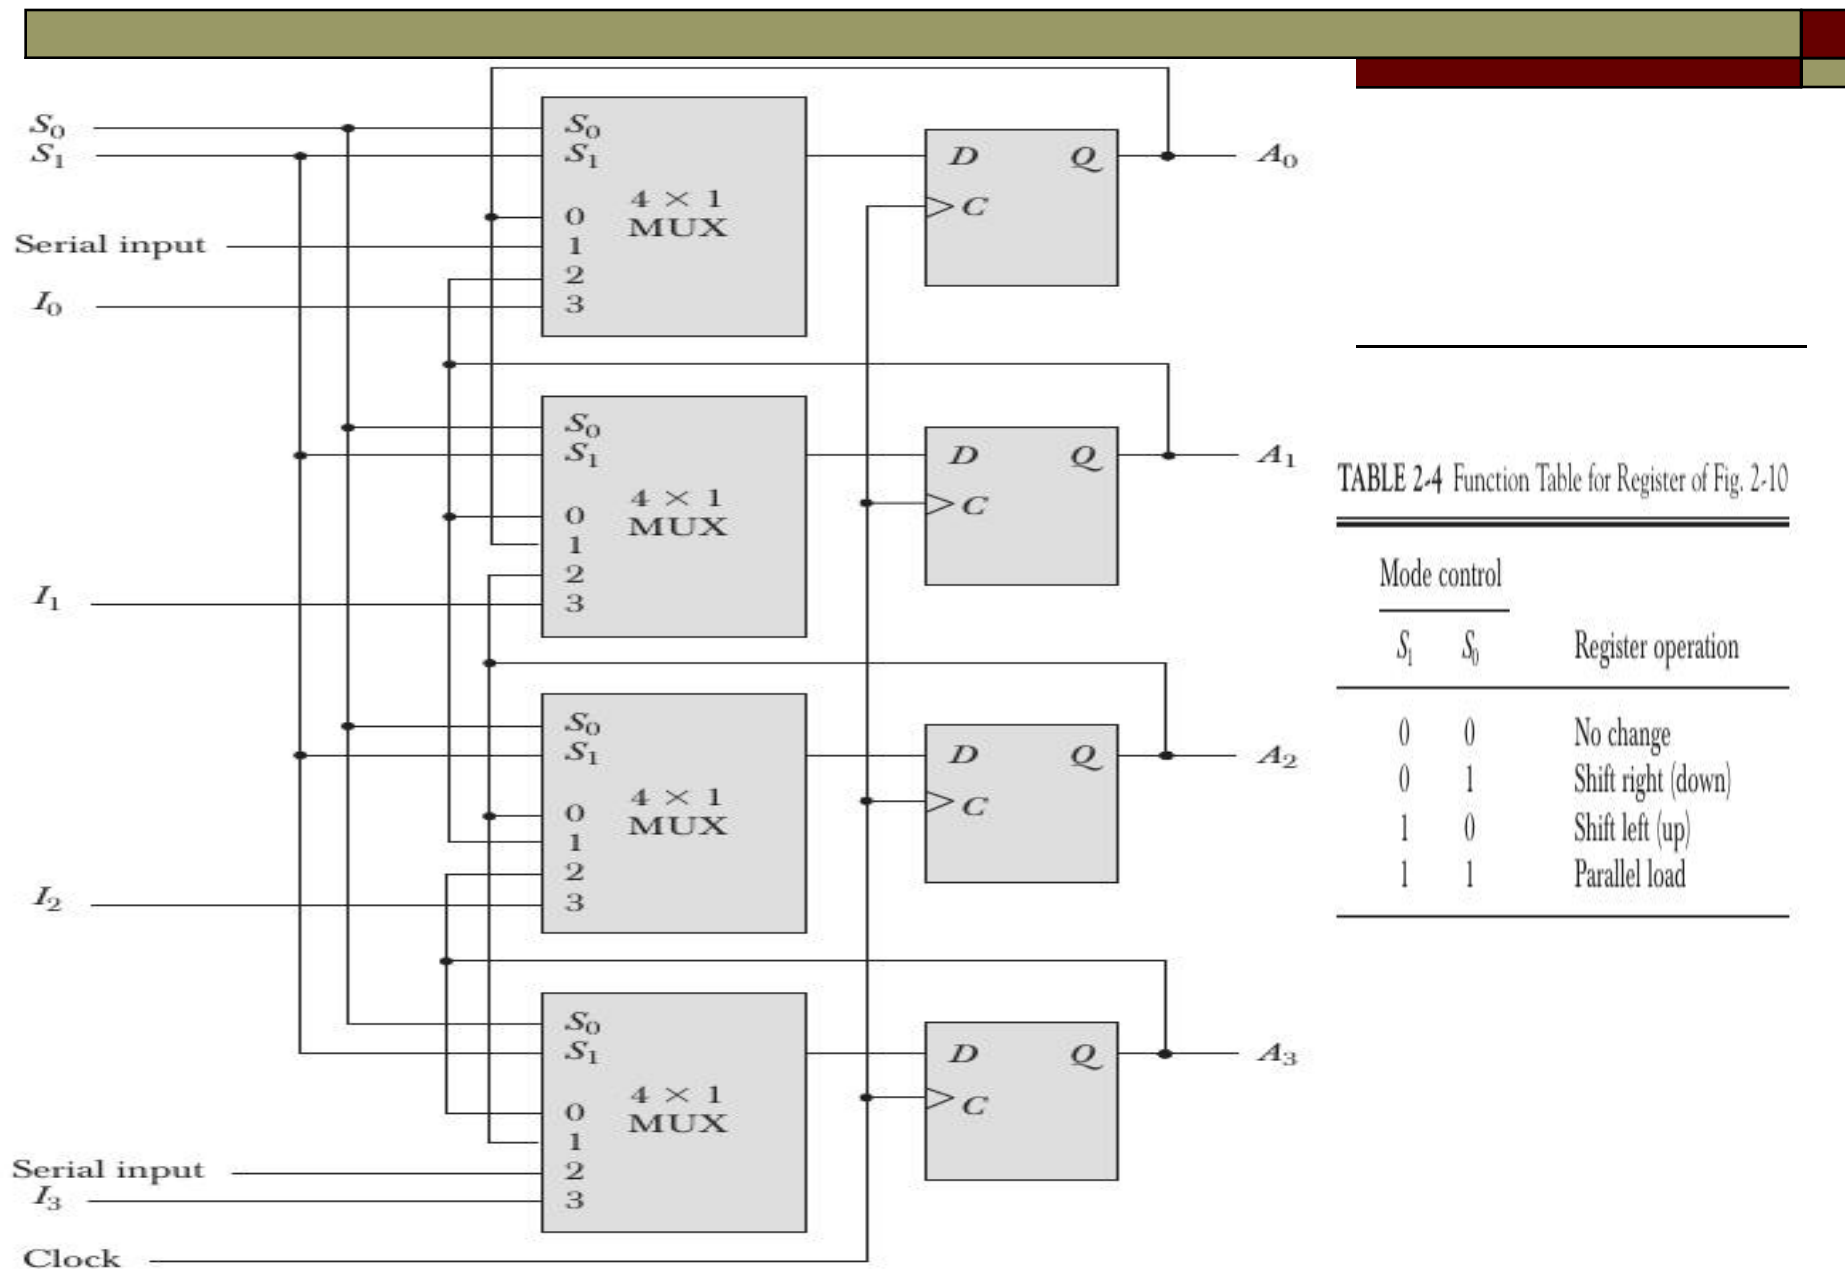 S₀
S₁
Serial input
I₀
S₀
S₁
0
1
2
3
4 × 1
MUX
D Q
C
A₀
I₁
S₀
S₁
0
1
2
3
4 × 1
MUX
D Q
C
A₁
I₂
S₀
S₁
0
1
2
3
4 × 1
MUX
D Q
C
A₂
Serial input
I₃
S₀
S₁
0
1
2
3
4 × 1
MUX
D Q
C
A₃
Clock
TABLE 2-4 Function Table for Register of Fig. 2-10
Mode control
S₁ S₀ Register operation
0 0 No change
0 1 Shift right (down)
1 0 Shift left (up)
1 1 Parallel load